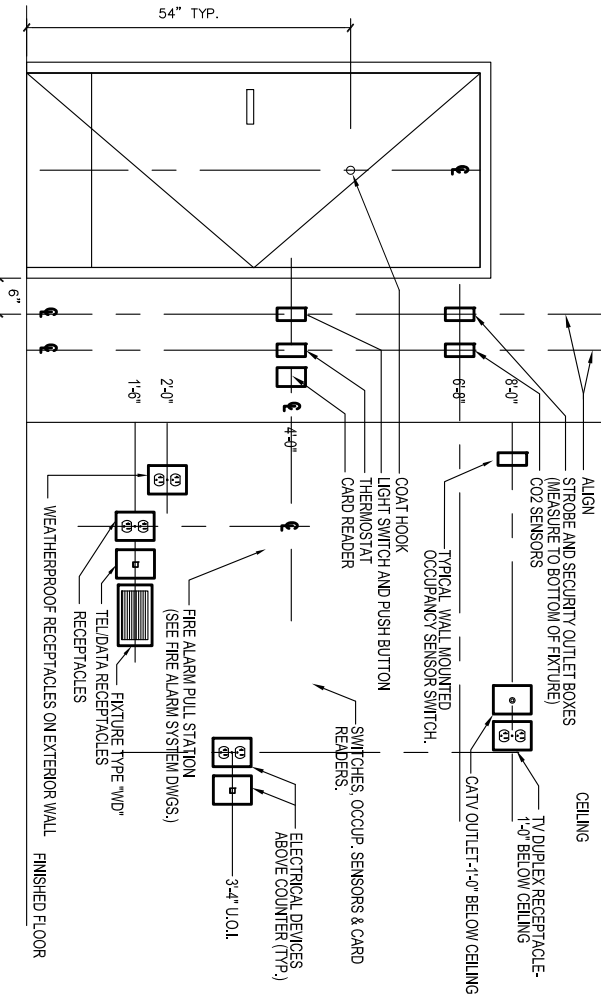 54" TYP.
6"
℄
℄
℄
℄
℄
1'-6"
2'-0"
4'-0"
6'-8"
8'-0"
CEILING
ALIGN
STROBE AND SECURITY OUTLET BOXES
(MEASURE TO BOTTOM OF FIXTURE)
CO2 SENSORS
TV DUPLEX RECEPTACLE-
1'-0" BELOW CEILING
CATV OUTLET-1'-0" BELOW CEILING
TYPICAL WALL MOUNTED
OCCUPANCY SENSOR SWITCH.
COAT HOOK
LIGHT SWITCH AND PUSH BUTTON
THERMOSTAT
CARD READER
SWITCHES, OCCUP. SENSORS & CARD
READERS.
ELECTRICAL DEVICES
ABOVE COUNTER (TYP.)
3'-4" U.O.I.
FIRE ALARM PULL STATION
(SEE FIRE ALARM SYSTEM DWGS.)
FIXTURE TYPE "WD"
TEL/DATA RECEPTACLES
RECEPTACLES
WEATHERPROOF RECEPTACLES ON EXTERIOR WALL
FINISHED FLOOR